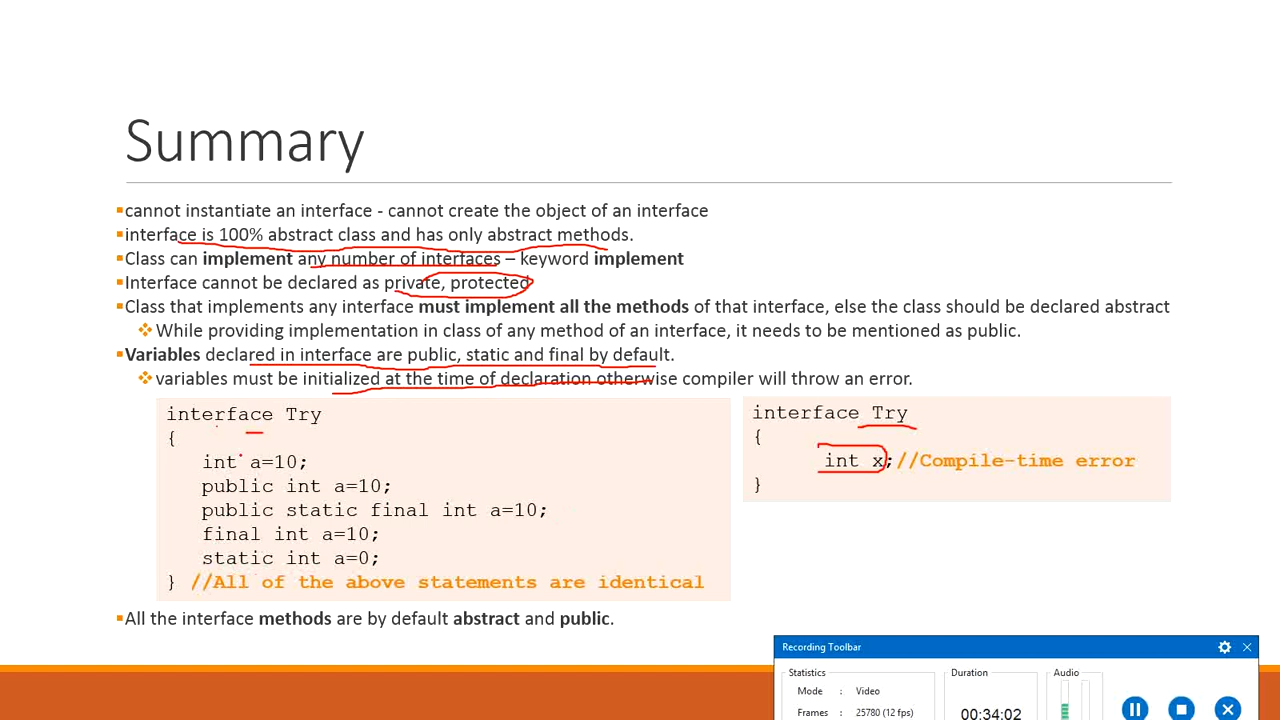 Summary
▪cannot instantiate an interface - cannot create the object of an interface
▪interface is 100% abstract class and has only abstract methods.
▪Class can implement any number of interfaces – keyword implement
▪Interface cannot be declared as private, protected
▪Class that implements any interface must implement all the methods of that interface, else the class should be declared abstract
❖While providing implementation in class of any method of an interface, it needs to be mentioned as public.
▪Variables declared in interface are public, static and final by default.
❖variables must be initialized at the time of declaration otherwise compiler will throw an error.
interface Try
{
int a=10;
public int a=10;
public static final int a=10;
final int a=10;
static int a=0;
} //All of the above statements are identical
interface Try
{
int x;//Compile-time error
}
▪All the interface methods are by default abstract and public.
Recording Toolbar
Statistics
Mode : Video
Frames : 25780 (12 fps)
Duration
00:34:02
Audio